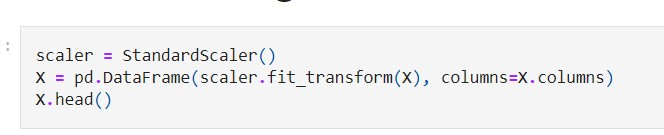 :
scaler = StandardScaler()
X = pd.DataFrame(scaler.fit_transform(X), columns=X.columns)
X.head()